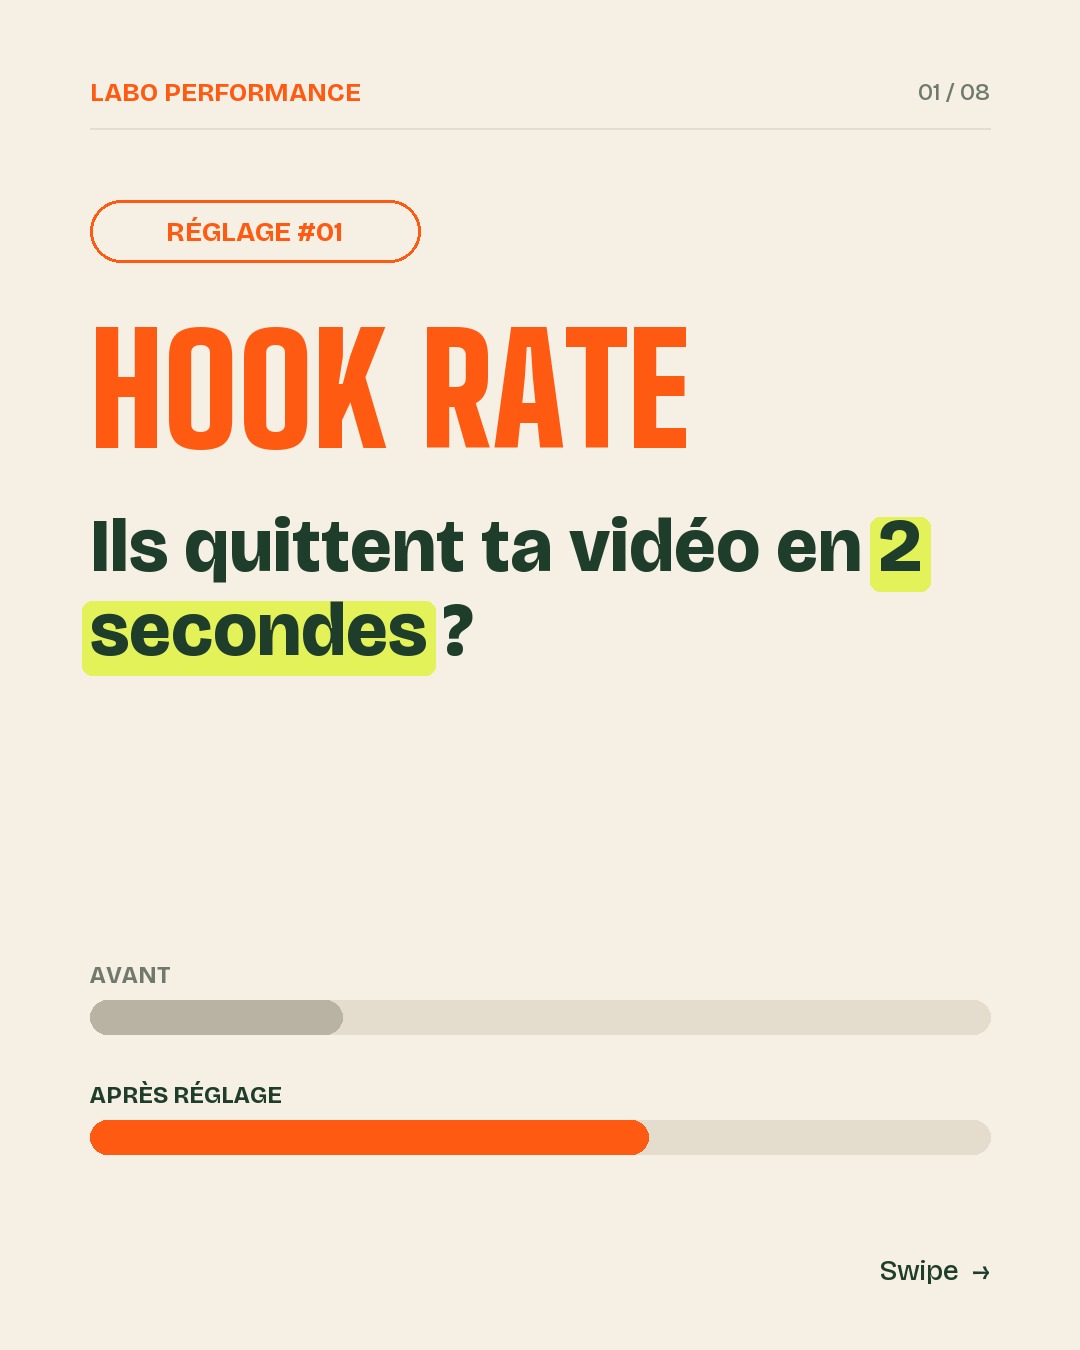 LABO PERFORMANCE
01 / 08
RÉGLAGE #01
HOOK RATE
Ils quittent ta vidéo en 2
secondes ?
AVANT
APRÈS RÉGLAGE
Swipe →